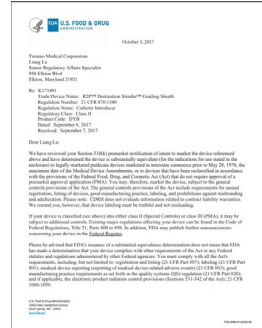 FDA U.S. FOOD & DRUG
ADMINISTRATION
October 3, 2017
Terumo Medical Corporation
Liang Lu
Senior Regulatory Affairs Specialist
950 Elkton Blvd
Elkton, Maryland 21921
Re: K171491
Trade/Device Name: R2P™ Destination Slender™ Guiding Sheath
Regulation Number: 21 CFR 870.1340
Regulation Name: Catheter Introducer
Regulatory Class: Class II
Product Code: DYB
Dated: September 6, 2017
Received: September 7, 2017
Dear Liang Lu:
We have reviewed your Section 510(k) premarket notification of intent to market the device
referenced above and have determined the device is substantially equivalent (for the indications for use stated in the
enclosure) to legally marketed predicate devices marketed in interstate commerce prior to May 28, 1976, the
enactment date of the Medical Device Amendments, or to devices that have been reclassified in accordance
with the provisions of the Federal Food, Drug, and Cosmetic Act (Act) that do not require approval of a
premarket approval application (PMA). You may, therefore, market the device, subject to the general
controls provisions of the Act. The general controls provisions of the Act include requirements for annual
registration, listing of devices, good manufacturing practice, labeling, and prohibitions against misbranding
and adulteration. Please note: CDRH does not evaluate information related to contract liability warranties.
We remind you, however, that device labeling must be truthful and not misleading.
If your device is classified (see above) into either class II (Special Controls) or class III (PMA), it may be
subject to additional controls. Existing major regulations affecting your device can be found in the Code of
Federal Regulations, Title 21, Parts 800 to 898. In addition, FDA may publish further announcements
concerning your device in the Federal Register.
Please be advised that FDA's issuance of a substantial equivalence determination does not mean that FDA
has made a determination that your device complies with other requirements of the Act or any Federal
statutes and regulations administered by other Federal agencies. You must comply with all the Act's
requirements, including, but not limited to: registration and listing (21 CFR Part 807); labeling (21 CFR Part
801); medical device reporting (reporting of medical device-related adverse events) (21 CFR 803); good
manufacturing practice requirements as set forth in the quality systems (QS) regulation (21 CFR Part 820);
and if applicable, the electronic product radiation control provisions (Sections 531-542 of the Act); 21 CFR
1000-1050.